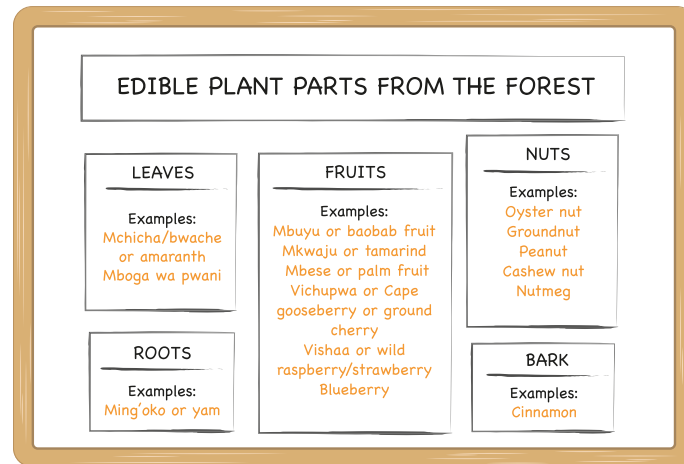 EDIBLE PLANT PARTS FROM THE FOREST
LEAVES
Examples:
Mchicha/bwache
or amaranth
Mboga wa pwani
ROOTS
Examples:
Ming'oko or yam
FRUITS
Examples:
Mbuyu or baobab fruit
Mkwaju or tamarind
Mbese or palm fruit
Vichupwa or Cape
gooseberry or ground
cherry
Vishaa or wild
raspberry/strawberry
Blueberry
NUTS
Examples:
Oyster nut
Groundnut
Peanut
Cashew nut
Nutmeg
BARK
Examples:
Cinnamon